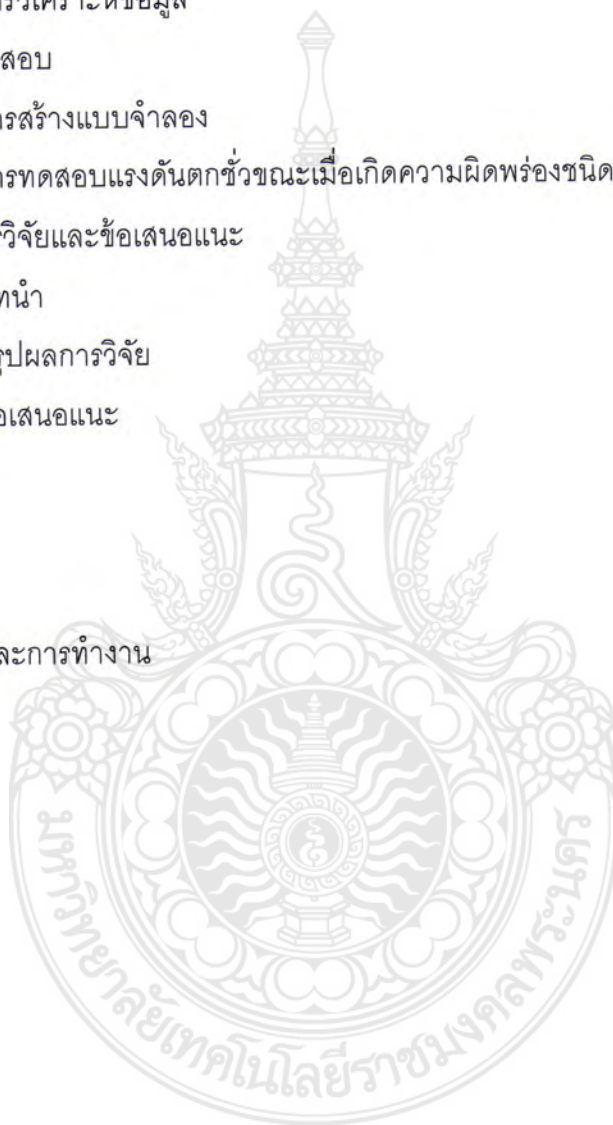 รวิเคราะห์ข้อมูล
สอบ
ารสร้างแบบจำลอง
ารทดสอบแรงดันตกชั่วขณะเมื่อเกิดความผิดพร่องชนิด
รวิจัยและข้อเสนอแนะ
ทนำ
รุปผลการวิจัย
อเสนอแนะ
ละการทำงาน
มหาวิทยาลัยเทคโนโลยีราชมงคลพระนคร